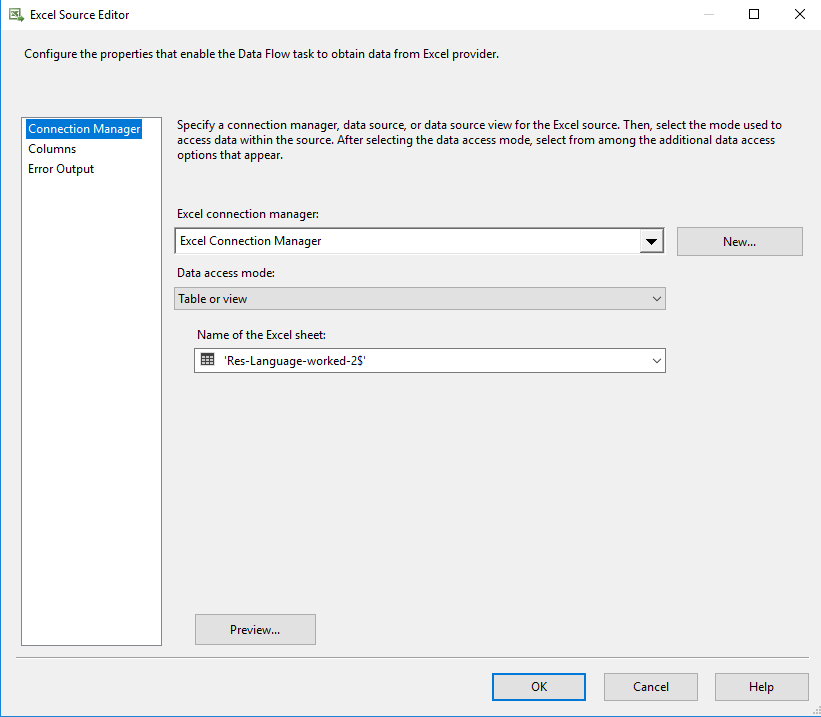 Excel Source Editor
Configure the properties that enable the Data Flow task to obtain data from Excel provider.
Connection Manager
Columns
Error Output
Specify a connection manager, data source, or data source view for the Excel source. Then, select the mode used to
access data within the source. After selecting the data access mode, select from among the additional data access
options that appear.
Excel connection manager:
Excel Connection Manager
New...
Data access mode:
Table or view
Name of the Excel sheet:
'Res-Language-worked-2$'
Preview...
OK
Cancel
Help